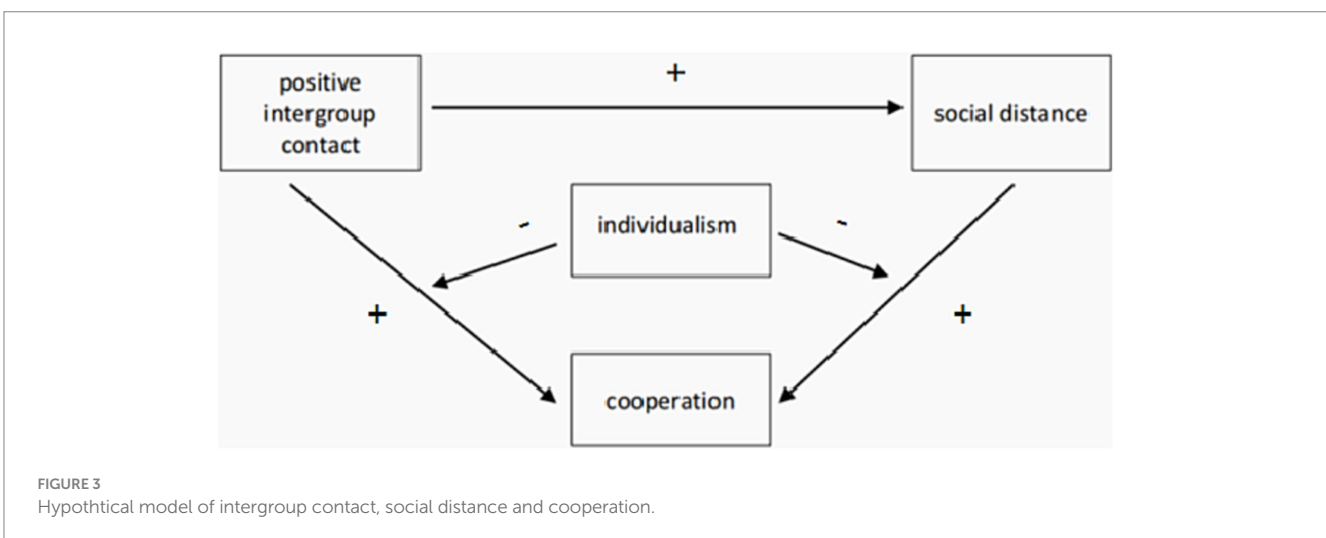 positive
intergroup
contact
+
social distance
-
individualism
-
+
+
cooperation
FIGURE 3
Hypothtical model of intergroup contact, social distance and cooperation.